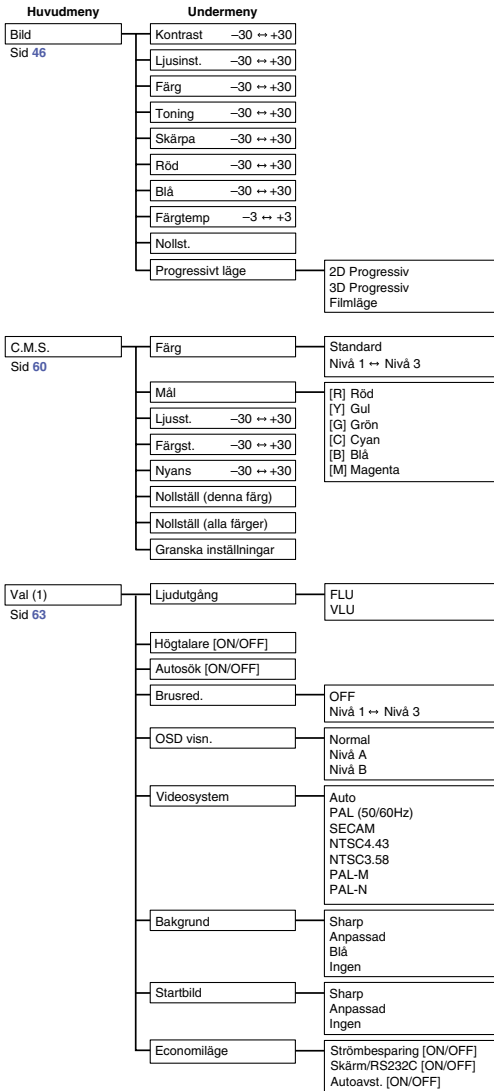 Huvudmeny Undermeny
Bild
Sid 46
Kontrast –30 ↔ +30
Ljusinst. –30 ↔ +30
Färg –30 ↔ +30
Toning –30 ↔ +30
Skärpa –30 ↔ +30
Röd –30 ↔ +30
Blå –30 ↔ +30
Färgtemp –3 ↔ +3
Nollst.
Progressivt läge
2D Progressiv
3D Progressiv
Filmläge
C.M.S.
Sid 60
Färg
Standard
Nivå 1 ↔ Nivå 3
Mål
[R] Röd
[Y] Gul
[G] Grön
[C] Cyan
[B] Blå
[M] Magenta
Ljusst. –30 ↔ +30
Färgst. –30 ↔ +30
Nyans –30 ↔ +30
Nollställ (denna färg)
Nollställ (alla färger)
Granska inställningar
Val (1)
Sid 63
Ljudutgång
FLU
VLU
Högtalare [ON/OFF]
Autosök [ON/OFF]
Brusred.
OFF
Nivå 1 ↔ Nivå 3
OSD visn.
Normal
Nivå A
Nivå B
Videosystem
Auto
PAL (50/60Hz)
SECAM
NTSC4.43
NTSC3.58
PAL-M
PAL-N
Bakgrund
Sharp
Anpassad
Blå
Ingen
Startbild
Sharp
Anpassad
Ingen
Economiläge
Strömbesparing [ON/OFF]
Skärm/RS232C [ON/OFF]
Autoavst. [ON/OFF]